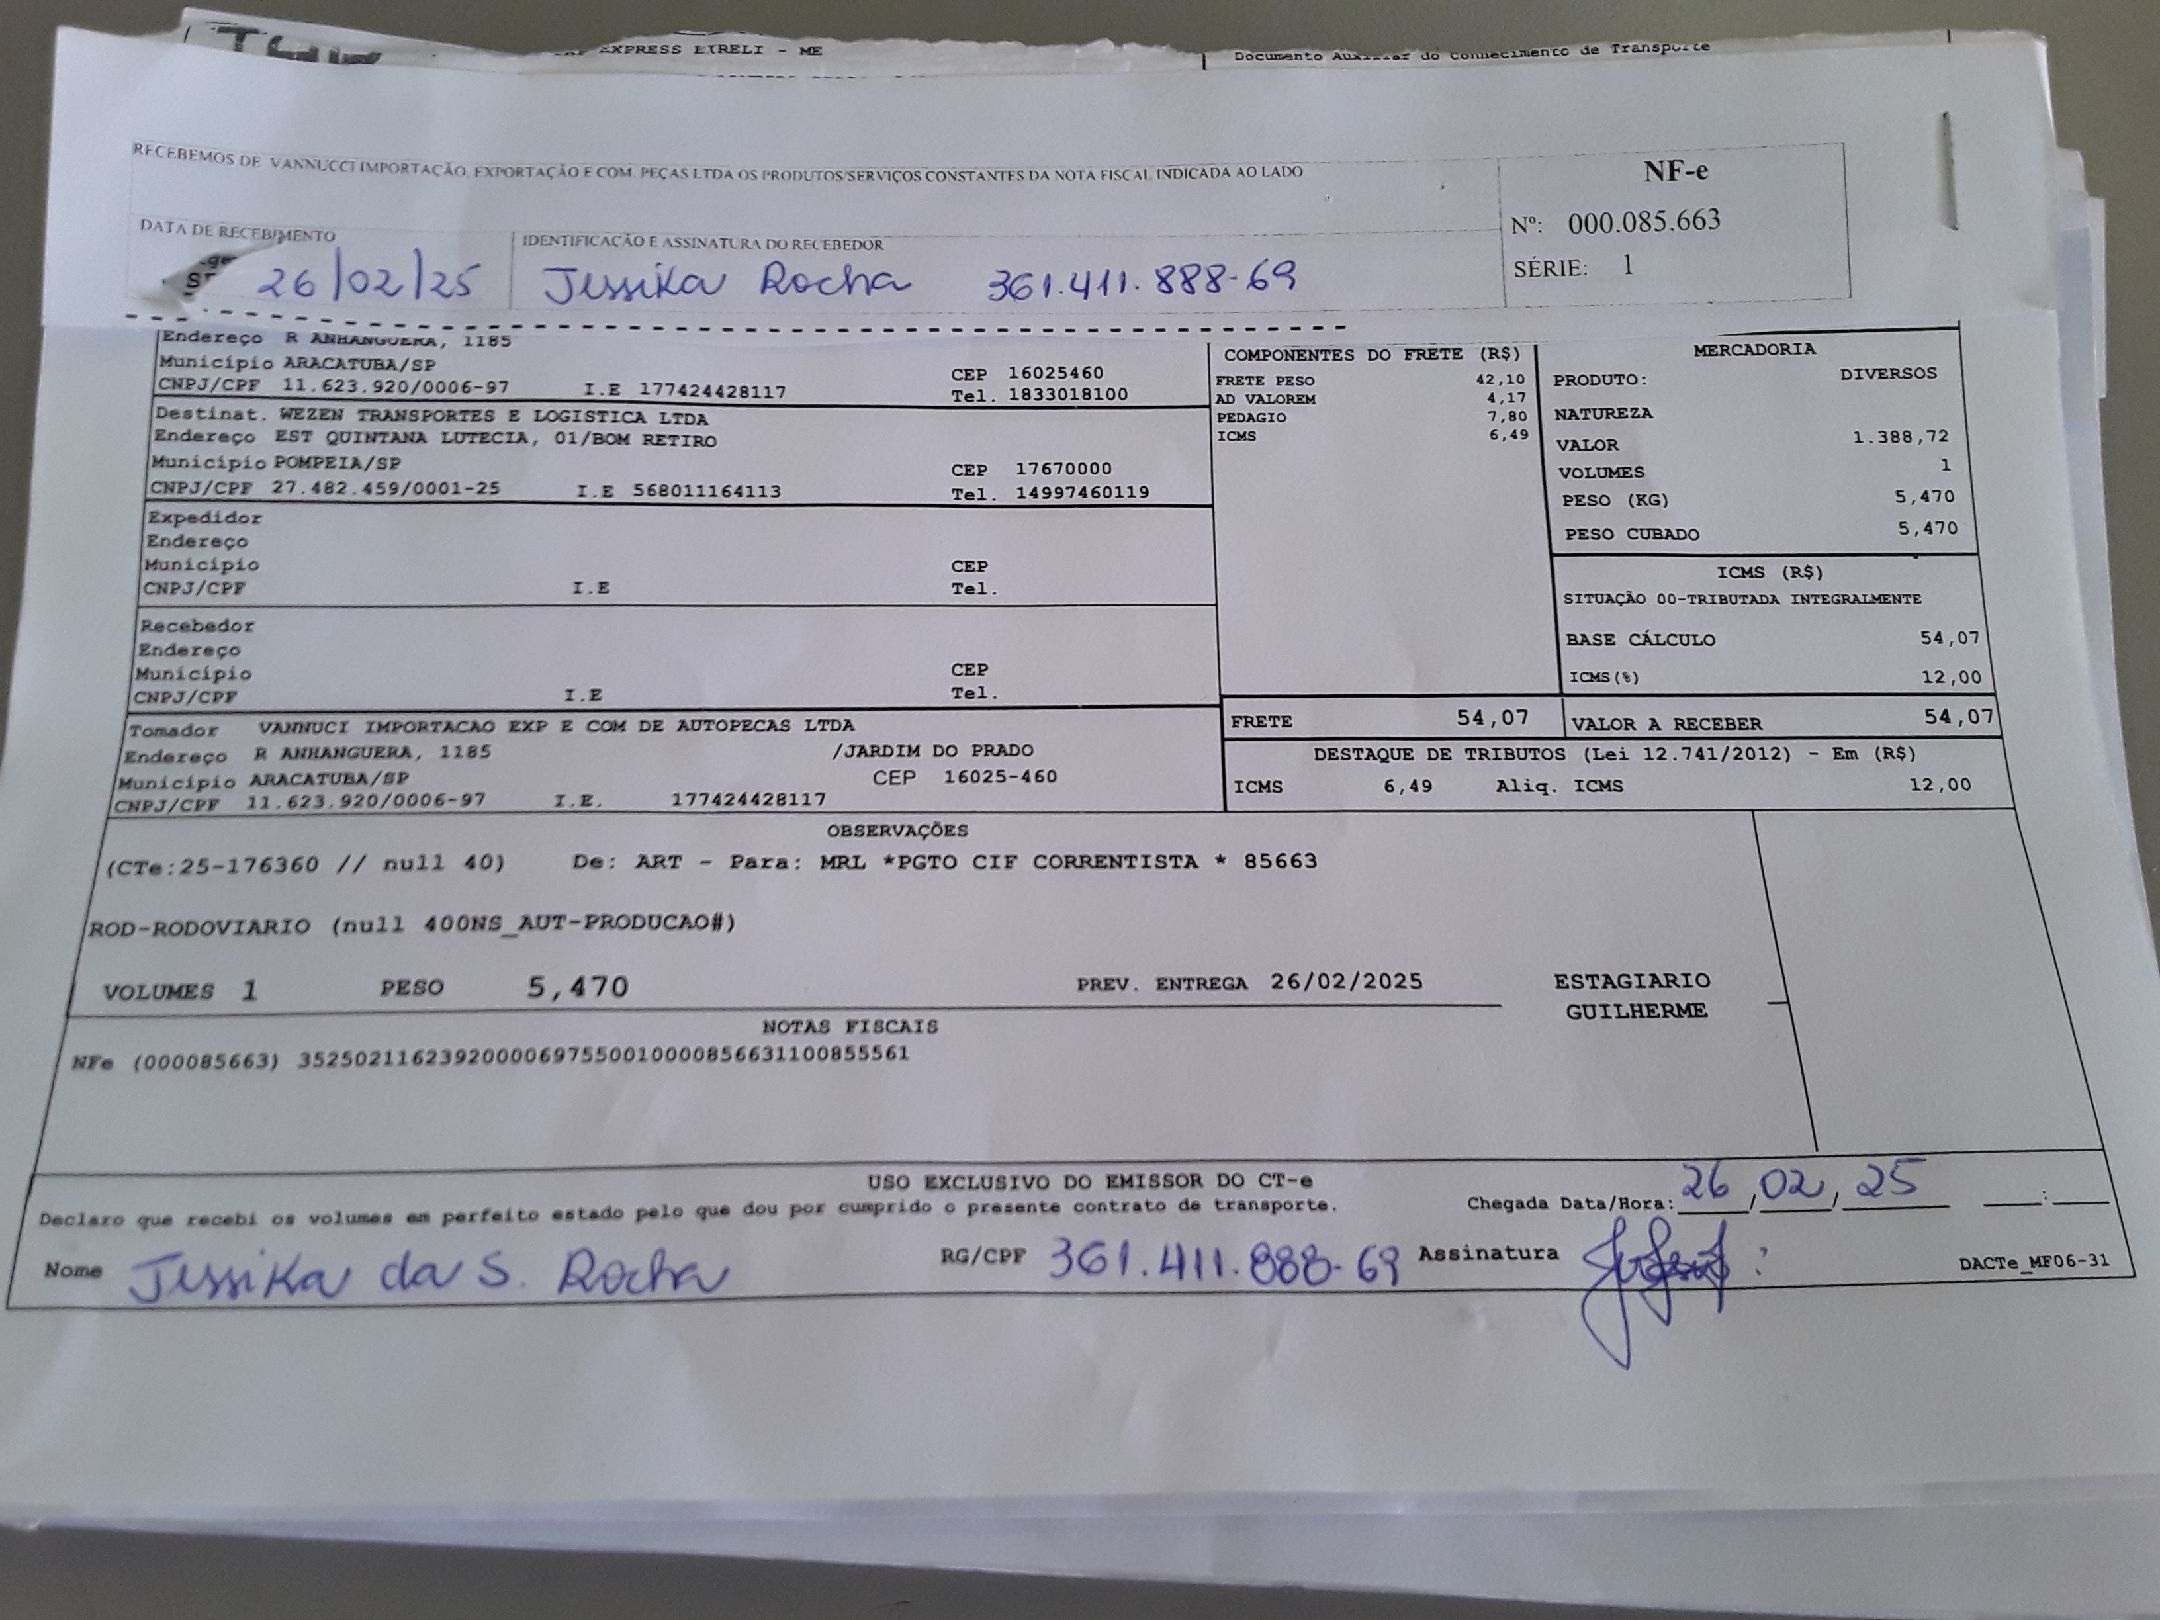 EXPRESS EIRELI - ME
Documento Auxiliar do Conhecimento de Transporte
RECEBEMOS DE VANNUCCI IMPORTAÇÃO, EXPORTAÇÃO E COM. PEÇAS LTDA OS PRODUTOS/SERVIÇOS CONSTANTES DA NOTA FISCAL INDICADA AO LADO
NF-e
Nº: 000.085.663
SÉRIE: 1
DATA DE RECEBIMENTO
26/02/25
IDENTIFICAÇÃO E ASSINATURA DO RECEBEDOR
Jessika Rocha 361.411.888-69
Endereço R ANHANGUERA, 1185
Município ARACATUBA/SP CEP 16025460
CNPJ/CPF 11.623.920/0006-97 I.E 177424428117 Tel. 1833018100
Destinat. WEZEN TRANSPORTES E LOGISTICA LTDA
Endereço EST QUINTANA LUTECIA, 01/BOM RETIRO
Município POMPEIA/SP CEP 17670000
CNPJ/CPF 27.482.459/0001-25 I.E 568011164113 Tel. 14997460119
Expedidor
Endereço
Município CEP
CNPJ/CPF I.E Tel.
Recebedor
Endereço
Município CEP
CNPJ/CPF I.E Tel.
Tomador VANNUCI IMPORTACAO EXP E COM DE AUTOPECAS LTDA
Endereço R ANHANGUERA, 1185 /JARDIM DO PRADO
Município ARACATUBA/SP CEP 16025-460
CNPJ/CPF 11.623.920/0006-97 I.E. 177424428117
COMPONENTES DO FRETE (R$)
FRETE PESO 42,10
AD VALOREM 4,17
PEDAGIO 7,80
ICMS 6,49
MERCADORIA
PRODUTO: DIVERSOS
NATUREZA
VALOR 1.388,72
VOLUMES 1
PESO (KG) 5,470
PESO CUBADO 5,470
ICMS (R$)
SITUAÇÃO 00-TRIBUTADA INTEGRALMENTE
BASE CÁLCULO 54,07
ICMS(%) 12,00
FRETE 54,07 VALOR A RECEBER 54,07
DESTAQUE DE TRIBUTOS (Lei 12.741/2012) - Em (R$)
ICMS 6,49 Aliq. ICMS 12,00
OBSERVAÇÕES
(CTe:25-176360 // null 40) De: ART - Para: MRL *PGTO CIF CORRENTISTA * 85663
ROD-RODOVIARIO (null 400NS_AUT-PRODUCAO#)
VOLUMES 1 PESO 5,470 PREV. ENTREGA 26/02/2025
ESTAGIARIO
GUILHERME
NOTAS FISCAIS
NFe (000085663) 35250211623920000697550010000856631100855561
USO EXCLUSIVO DO EMISSOR DO CT-e
Declaro que recebi os volumes em perfeito estado pelo que dou por cumprido o presente contrato de transporte.
Chegada Data/Hora: 26/02/25 __:__
Nome Jessika da S. Rocha RG/CPF 361.411.888-69 Assinatura
DACTe_MF06-31